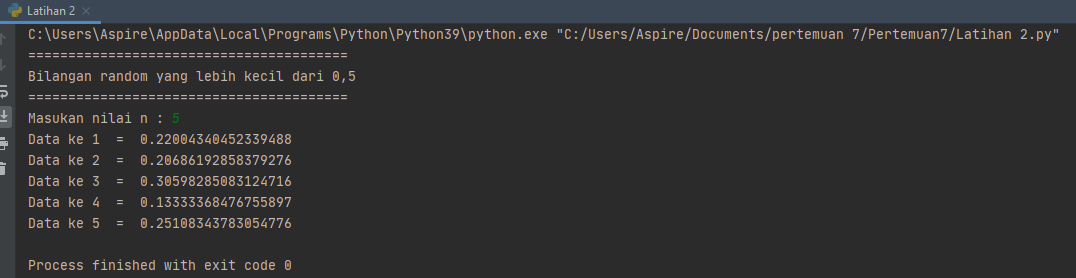 Latihan 2
C:\Users\Aspire\AppData\Local\Programs\Python\Python39\python.exe "C:/Users/Aspire/Documents/pertemuan 7/Pertemuan7/Latihan 2.py"
========================================
Bilangan random yang lebih kecil dari 0,5
========================================
Masukan nilai n : 5
Data ke 1  =  0.22004340452339488
Data ke 2  =  0.20686192858379276
Data ke 3  =  0.30598285083124716
Data ke 4  =  0.13333368476755897
Data ke 5  =  0.25108343783054776
Process finished with exit code 0